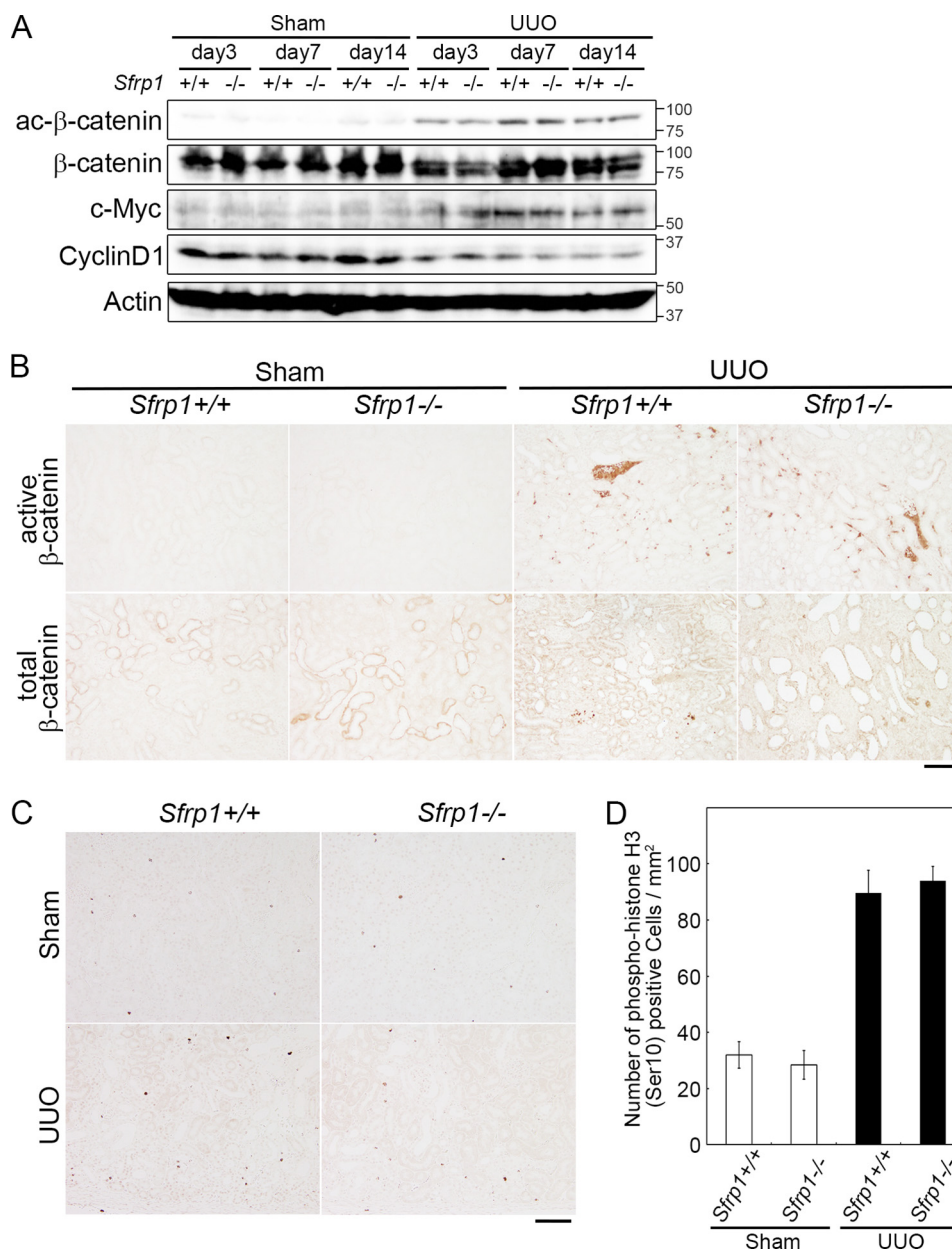 A
Sham UUO
day3 day7 day14 day3 day7 day14
Sfrp1 +/+ -/- +/+ -/- +/+ -/- +/+ -/- +/+ -/- +/+ -/-
ac-β-catenin 100 75
β-catenin 100 75
c-Myc 50
CyclinD1 37
Actin 50 37
B
Sham UUO
Sfrp1+/+ Sfrp1-/- Sfrp1+/+ Sfrp1-/-
active
β-catenin
total
β-catenin
C
Sfrp1+/+ Sfrp1-/-
Sham
UUO
D
Number of phospho-histone H3
(Ser10) positive Cells / mm²
100
80
60
40
20
0
Sfrp1+/+ Sfrp1-/- Sfrp1+/+ Sfrp1-/-
Sham UUO